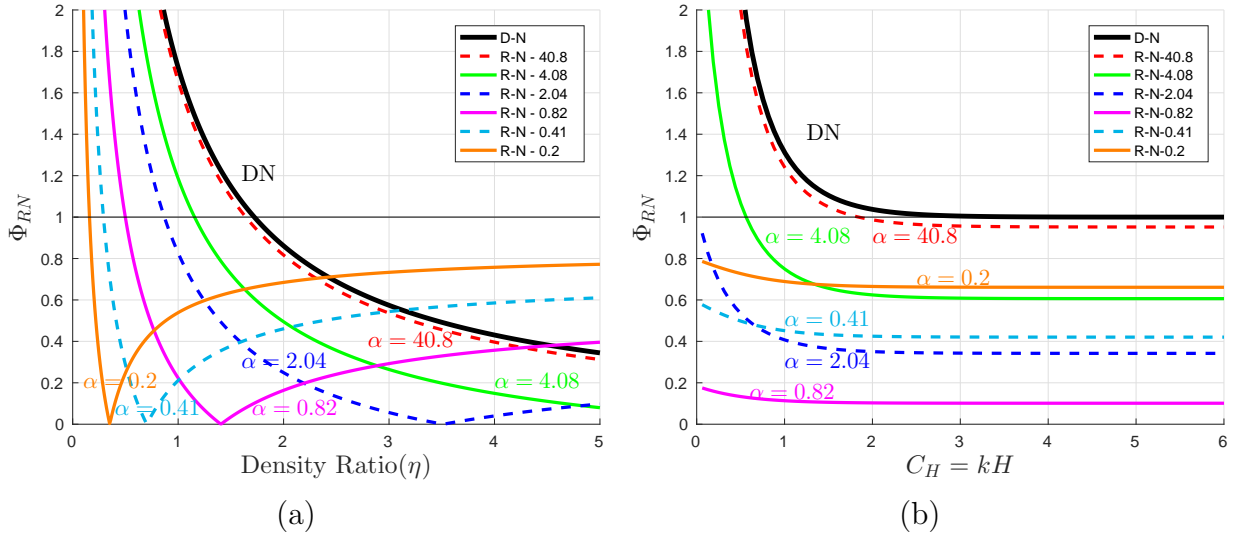 2
1.8
1.6
1.4
1.2
1
0.8
0.6
0.4
0.2
0
Φ_RN
D-N
R-N - 40.8
R-N - 4.08
R-N - 2.04
R-N - 0.82
R-N - 0.41
R-N - 0.2
DN
α = 40.8
α = 2.04
α = 0.2
α = 4.08
α = 0.41
α = 0.82
0 1 2 3 4 5
Density Ratio(η)
(a)
2
1.8
1.6
1.4
1.2
1
0.8
0.6
0.4
0.2
0
Φ_RN
D-N
R-N-40.8
R-N-4.08
R-N-2.04
R-N-0.82
R-N-0.41
R-N-0.2
DN
α = 4.08 α = 40.8
α = 0.2
α = 0.41
α = 2.04
α = 0.82
0 1 2 3 4 5 6
C_H = kH
(b)